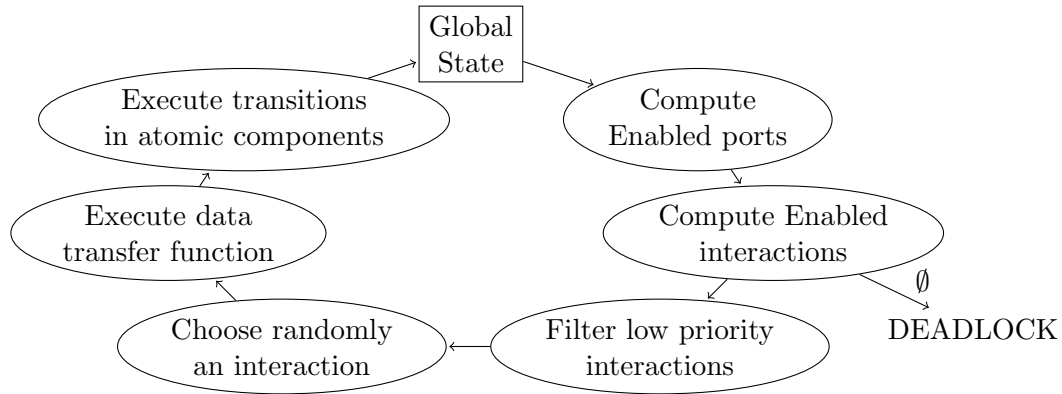 Global
State
Execute transitions
in atomic components
Compute
Enabled ports
Execute data
transfer function
Compute Enabled
interactions
∅
DEADLOCK
Choose randomly
an interaction
Filter low priority
interactions